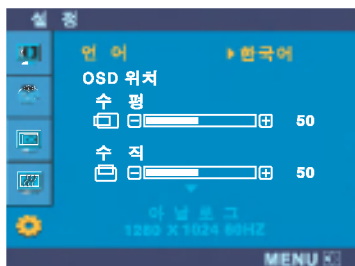 설 정
언 어 한국어
OSD 위치
수 평
50
수 직
50
아 날 로 그
1280 X 1024 60HZ
MENU